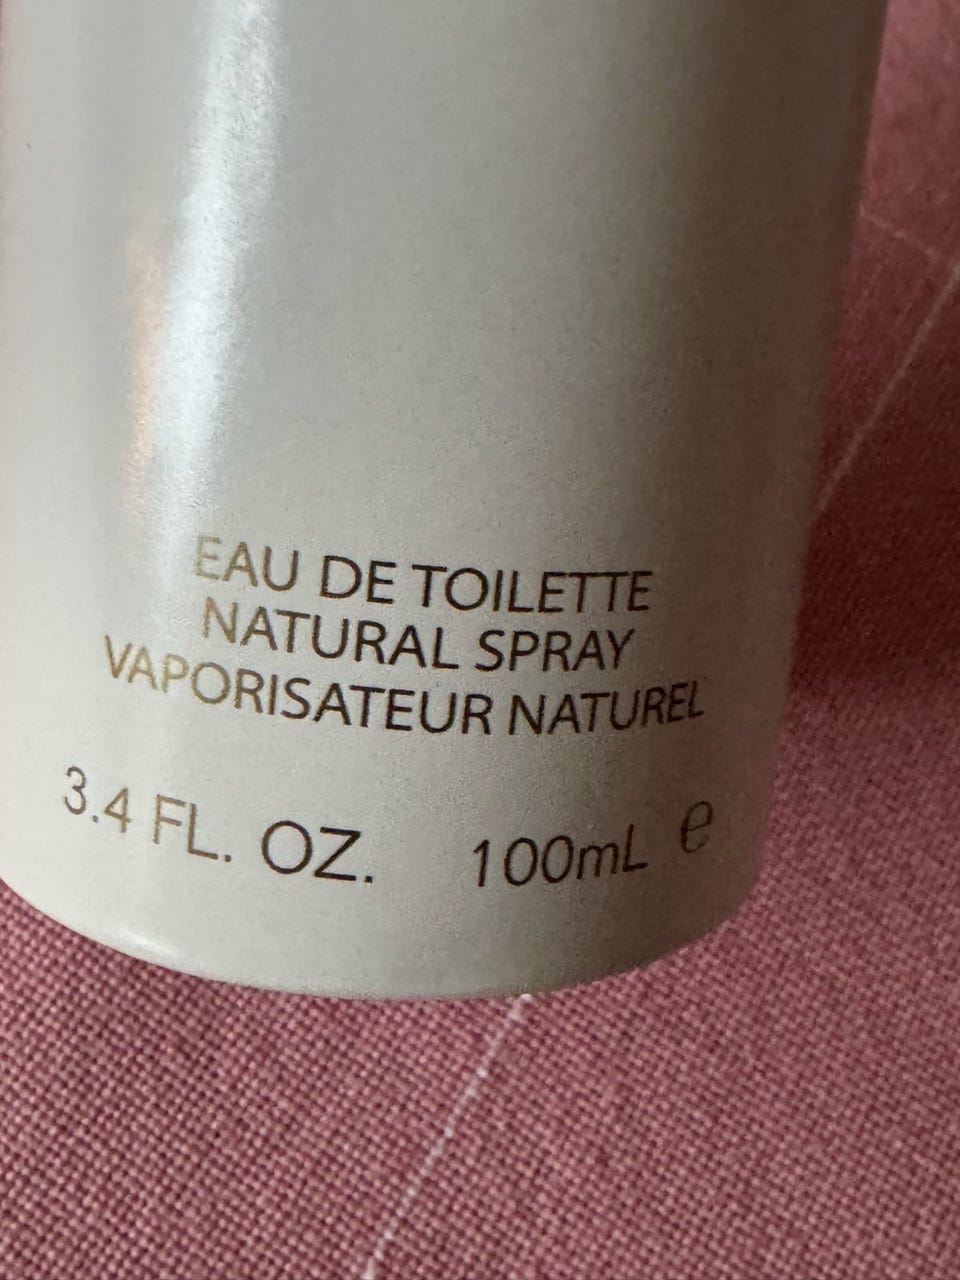 EAU DE TOILETTE
NATURAL SPRAY
VAPORISATEUR NATUREL
3.4 FL. OZ. 100mL ℮